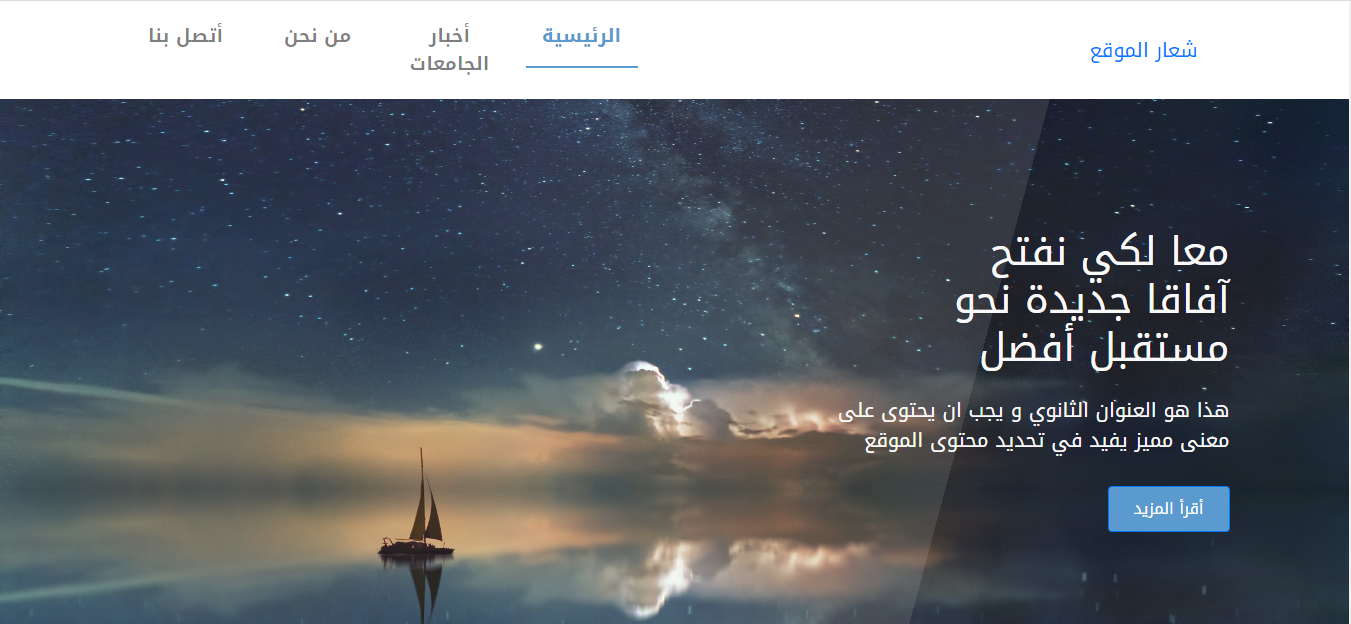 شعار الموقع
الرئيسية
أخبار
الجامعات
من نحن
أتصل بنا
معا لكي نفتح
آفاقا جديدة نحو
مستقبل أفضل
هذا هو العنوان الثانوي و يجب ان يحتوى على
معنى مميز يفيد في تحديد محتوى الموقع
أقرأ المزيد